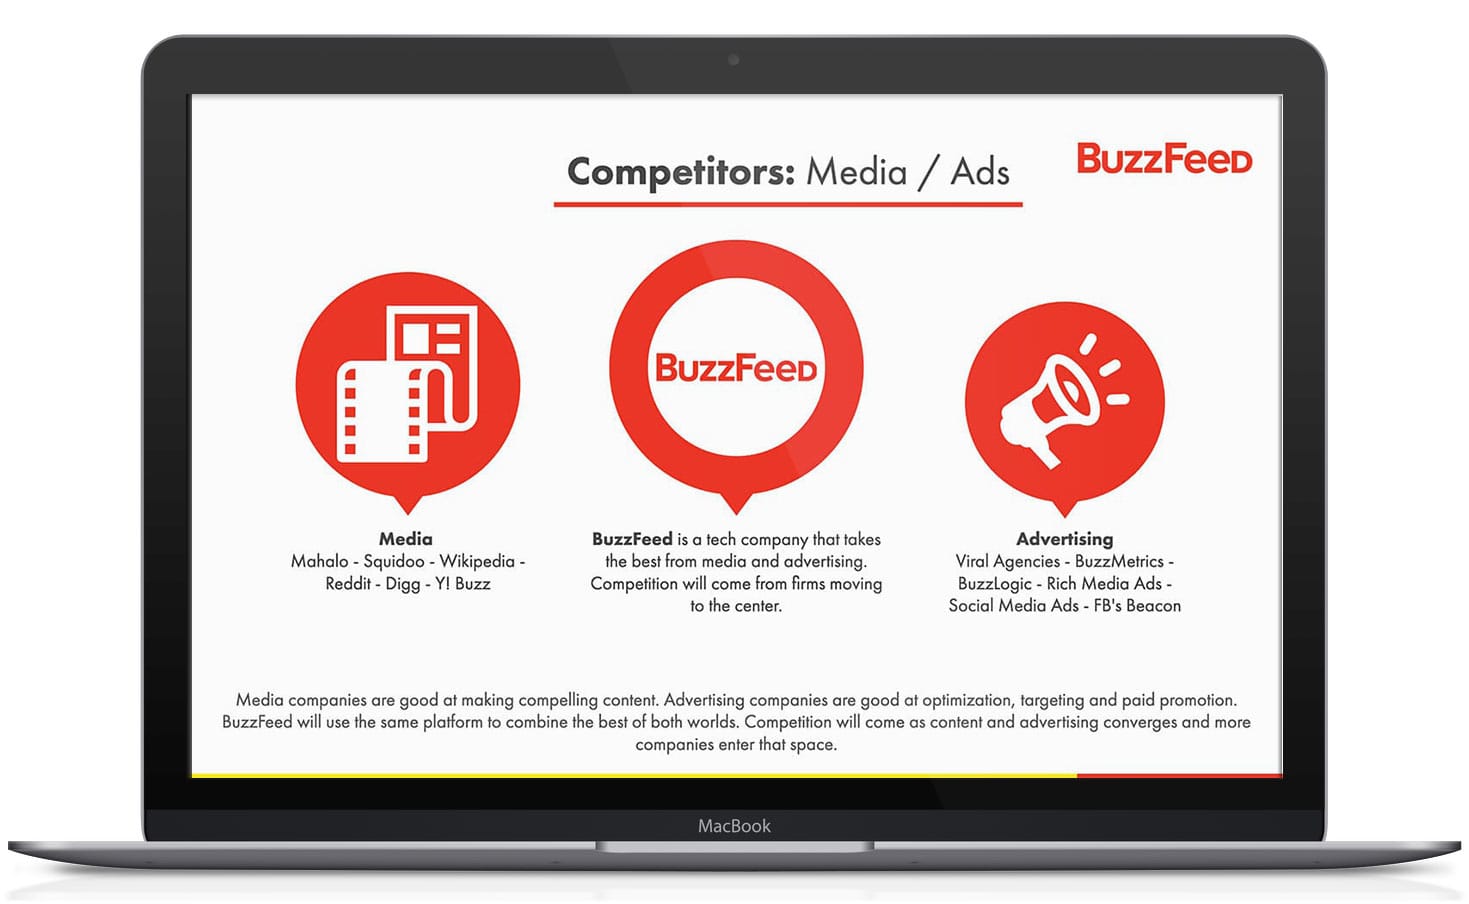 Competitors: Media / Ads
BuzzFeed
BuzzFeed
Media
Mahalo - Squidoo - Wikipedia -
Reddit - Digg - Y! Buzz
BuzzFeed is a tech company that takes
the best from media and advertising.
Competition will come from firms moving
to the center.
Advertising
Viral Agencies - BuzzMetrics -
BuzzLogic - Rich Media Ads -
Social Media Ads - FB's Beacon
Media companies are good at making compelling content. Advertising companies are good at optimization, targeting and paid promotion.
BuzzFeed will use the same platform to combine the best of both worlds. Competition will come as content and advertising converges and more
companies enter that space.
MacBook